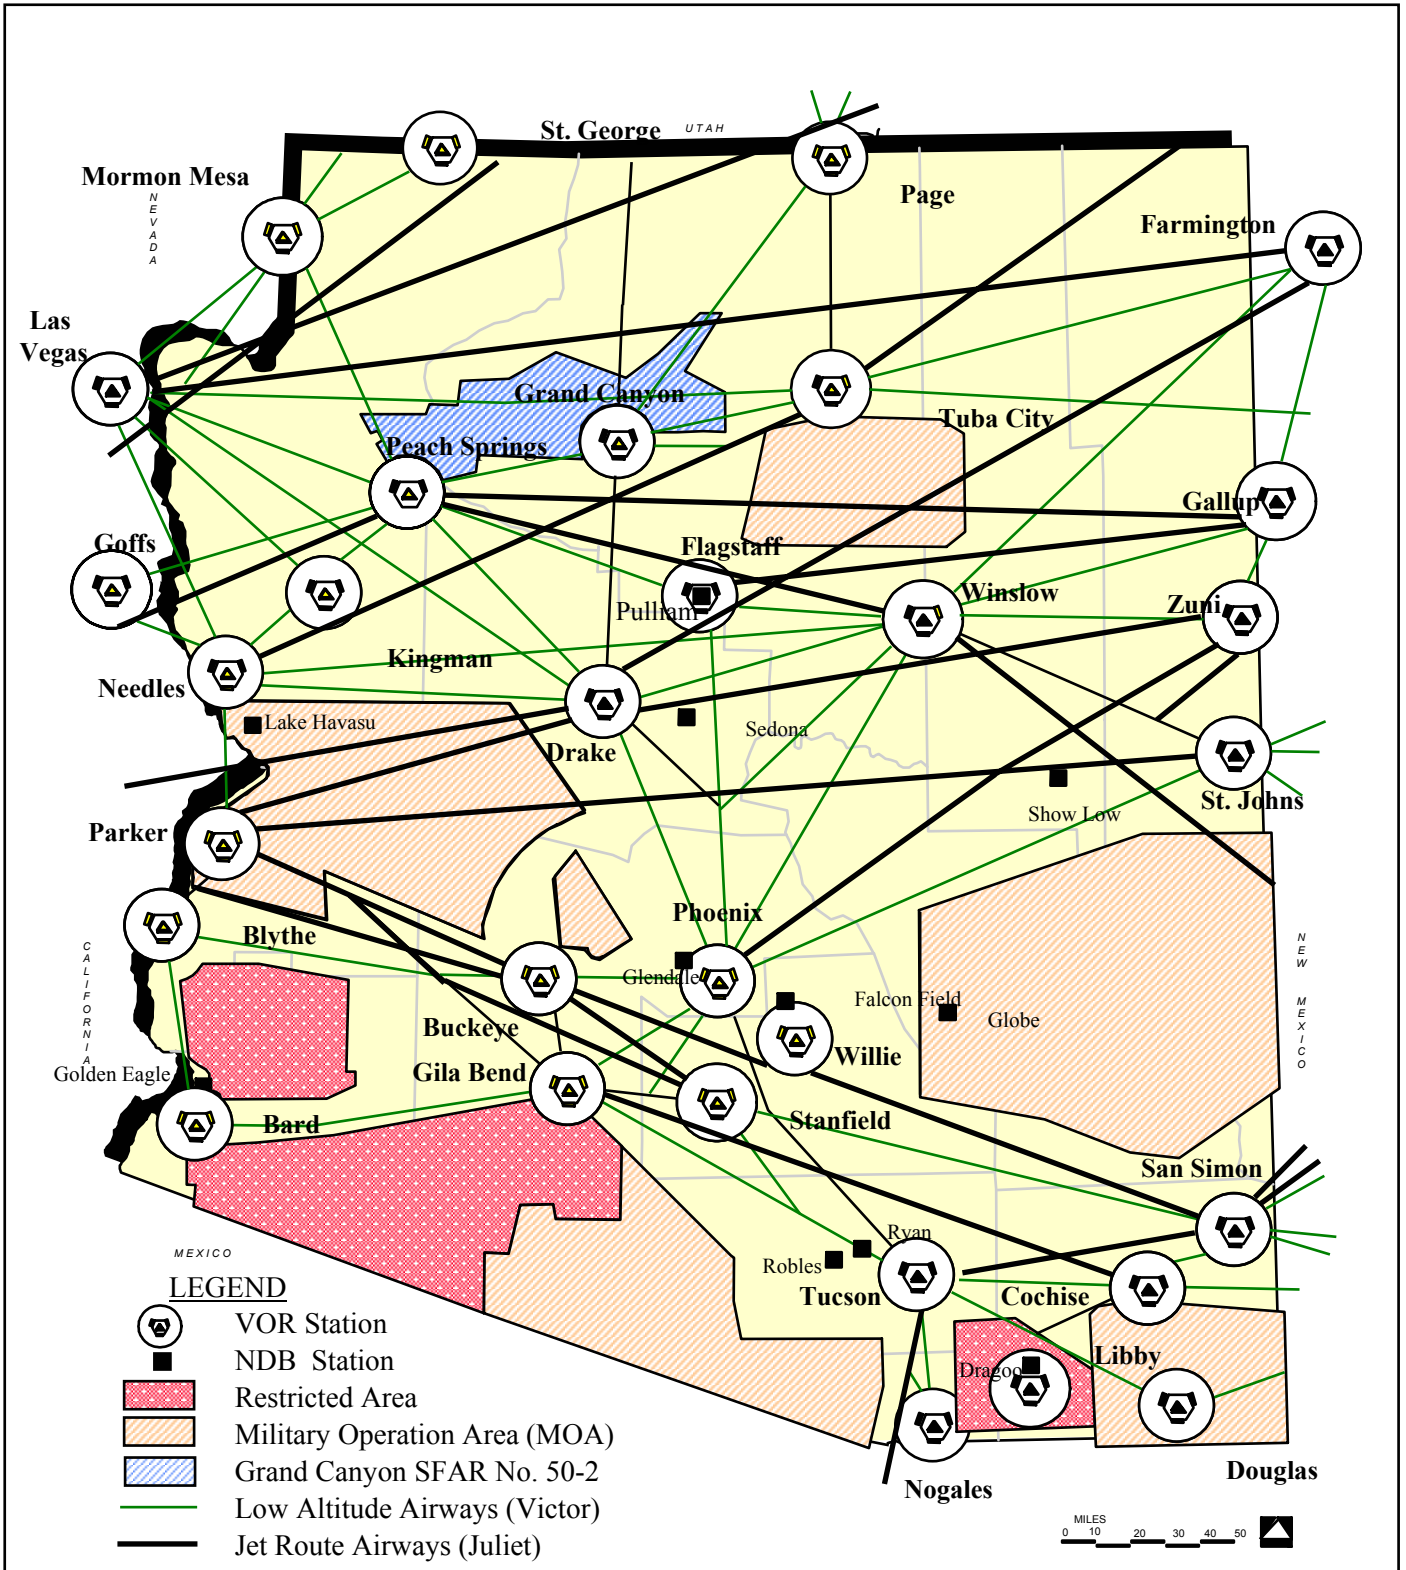 St. George
UTAH
Mormon Mesa
NEVADA
Page
Farmington
Las
Vegas
Grand Canyon
Tuba City
Peach Springs
Gallup
Goffs
Flagstaff
Pulliam
Winslow
Zuni
Kingman
Needles
Lake Havasu
Sedona
Drake
St. Johns
Show Low
Parker
Phoenix
Blythe
CALIFORNIA
NEW MEXICO
Glendale
Falcon Field
Globe
Buckeye
Willie
Gila Bend
Golden Eagle
Bard
Stanfield
San Simon
Ryan
Robles
Tucson
Cochise
MEXICO
Libby
Dragoo
Douglas
Nogales
LEGEND
VOR Station
NDB Station
Restricted Area
Military Operation Area (MOA)
Grand Canyon SFAR No. 50-2
Low Altitude Airways (Victor)
Jet Route Airways (Juliet)
MILES
0 10 20 30 40 50